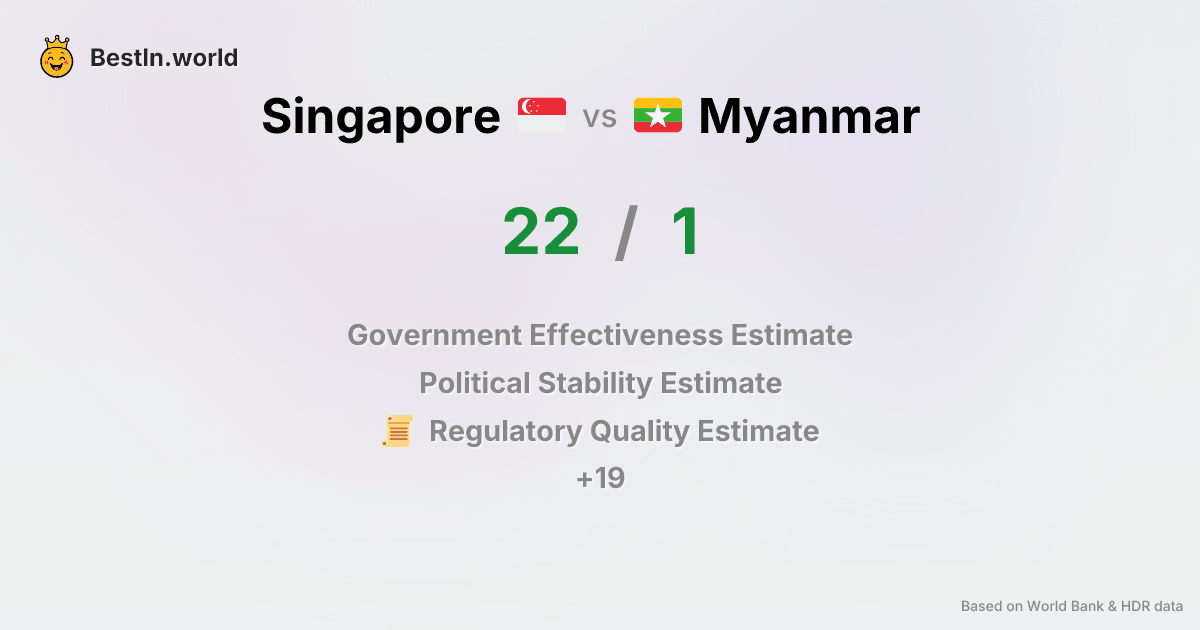 BestIn.world
Singapore vs Myanmar
22 / 1
Government Effectiveness Estimate
Political Stability Estimate
Regulatory Quality Estimate
+19
Based on World Bank & HDR data